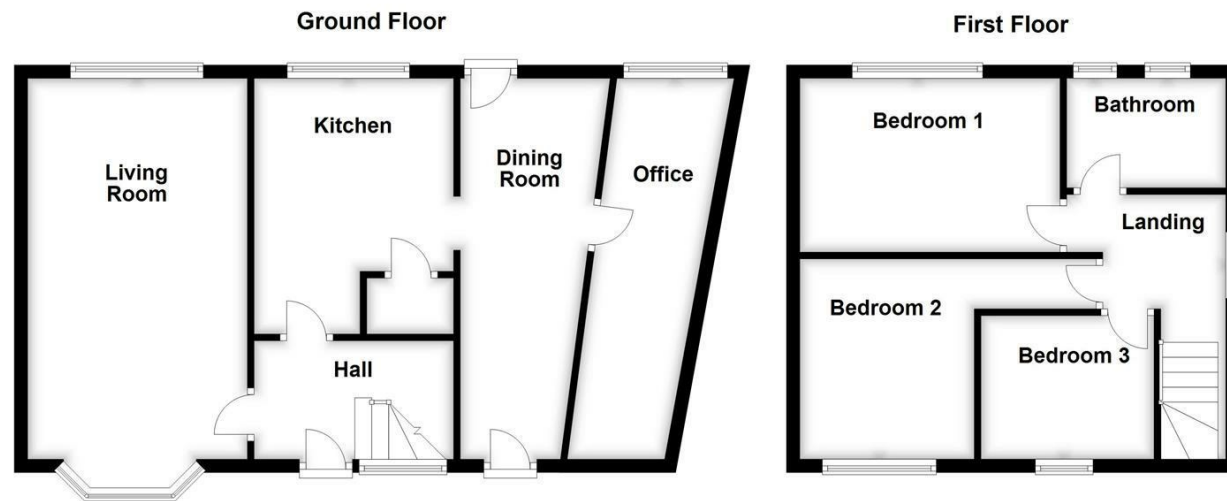 Ground Floor
Living
Room
Kitchen
Dining
Room
Office
Hall
First Floor
Bedroom 1
Bathroom
Landing
Bedroom 2
Bedroom 3